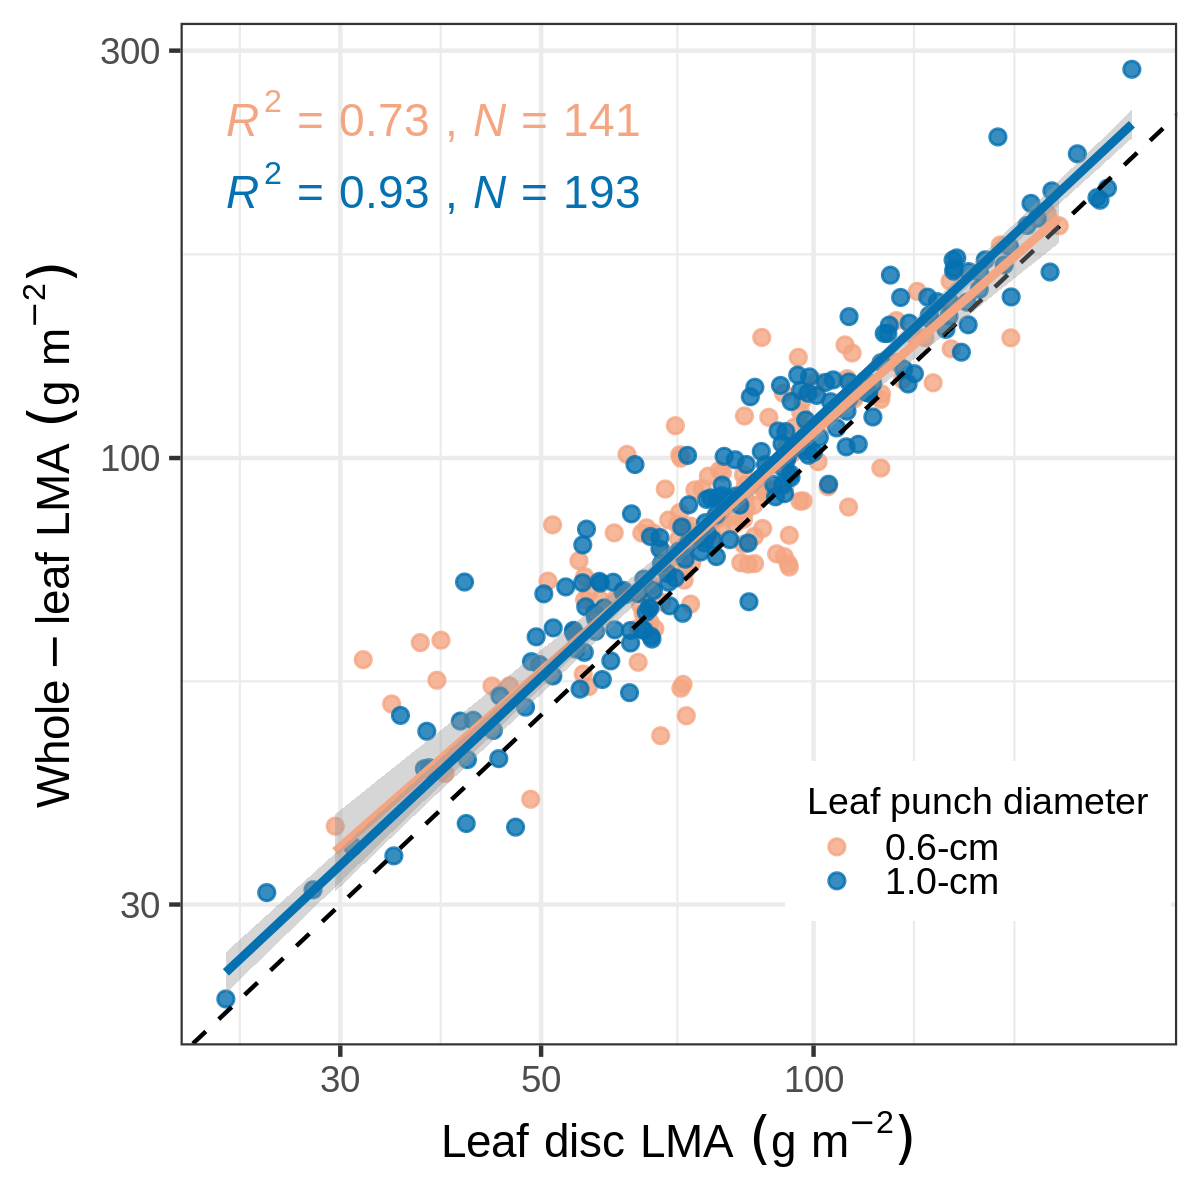 300
R² = 0.73 , N = 141
R² = 0.93 , N = 193
Whole − leaf LMA (g m⁻²)
100
Leaf punch diameter
0.6-cm
1.0-cm
30
30 50 100
Leaf disc LMA (g m⁻²)